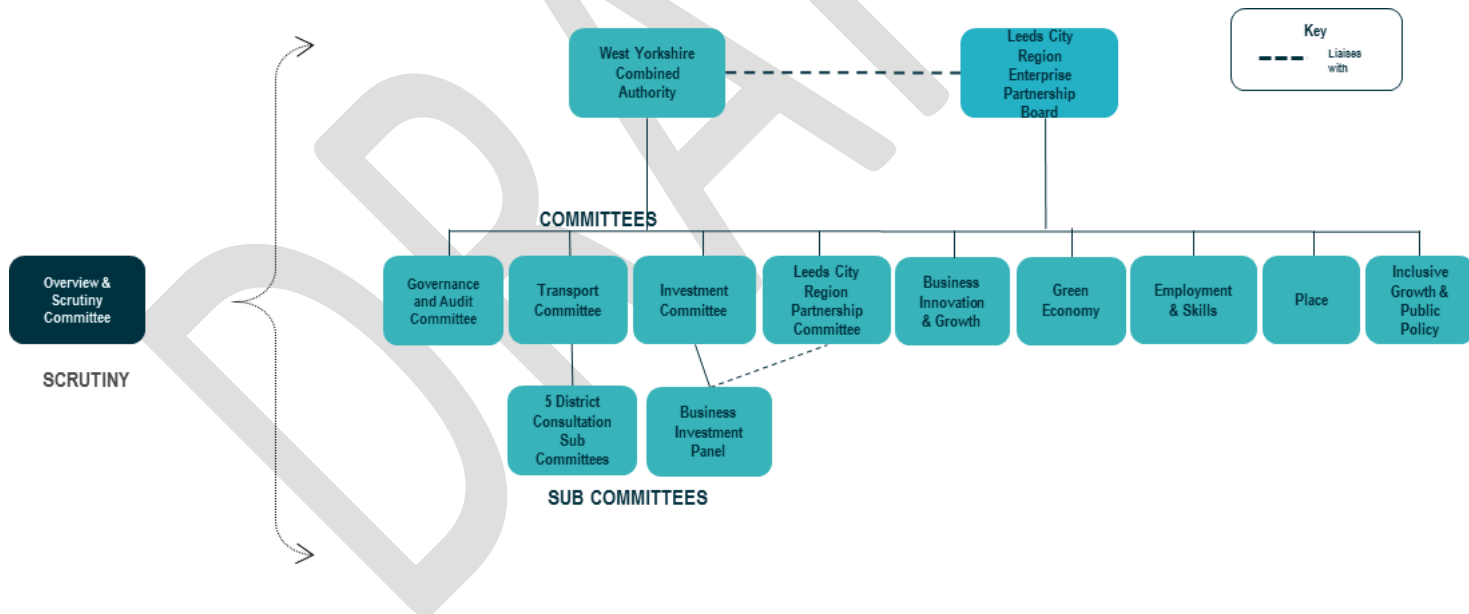 West Yorkshire
Combined
Authority
Leeds City
Region
Enterprise
Partnership
Board
Key
Liaises
with
COMMITTEES
Overview &
Scrutiny
Committee
SCRUTINY
Governance
and Audit
Committee
Transport
Committee
Investment
Committee
Leeds City
Region
Partnership
Committee
Business
Innovation
& Growth
Green
Economy
Employment
& Skills
Place
Inclusive
Growth &
Public
Policy
5 District
Consultation
Sub
Committees
Business
Investment
Panel
SUB COMMITTEES
DRAFT